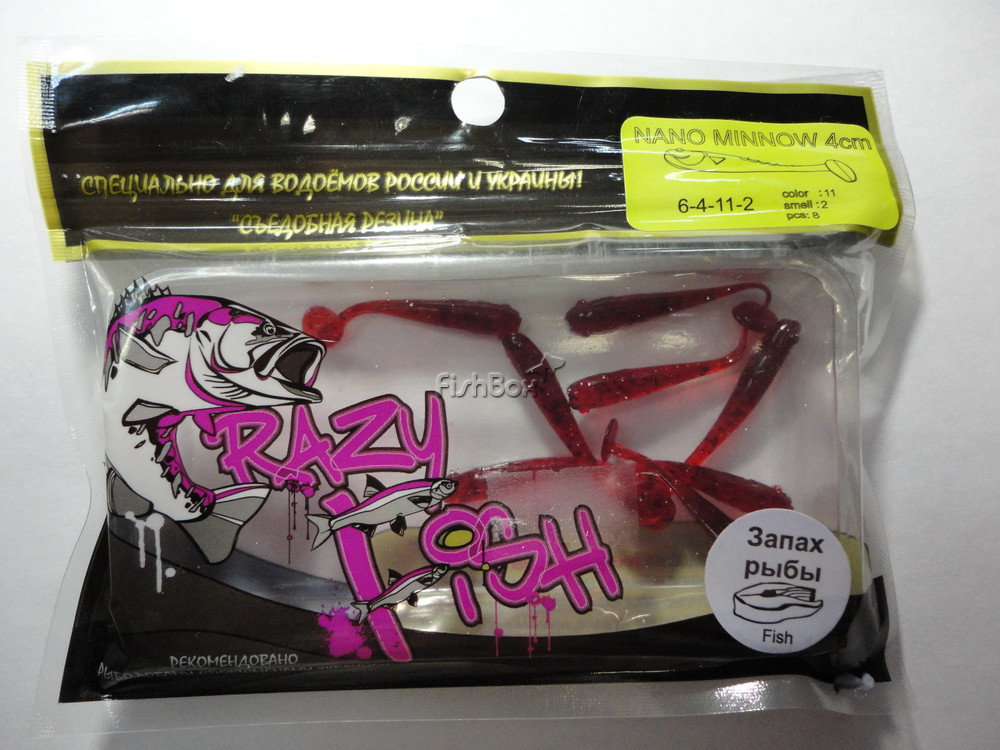 NANO MINNOW 4cm
6-4-11-2
color : 11
smell : 2
pcs: 8
СПЕЦИАЛЬНО ДЛЯ ВОДОЁМОВ РОССИИ И УКРАИНЫ!
"СЪЕДОБНАЯ РЕЗИНА"
FishBox
CRAZY
FISH
Запах
рыбы
Fish
РЕКОМЕНДОВАНО